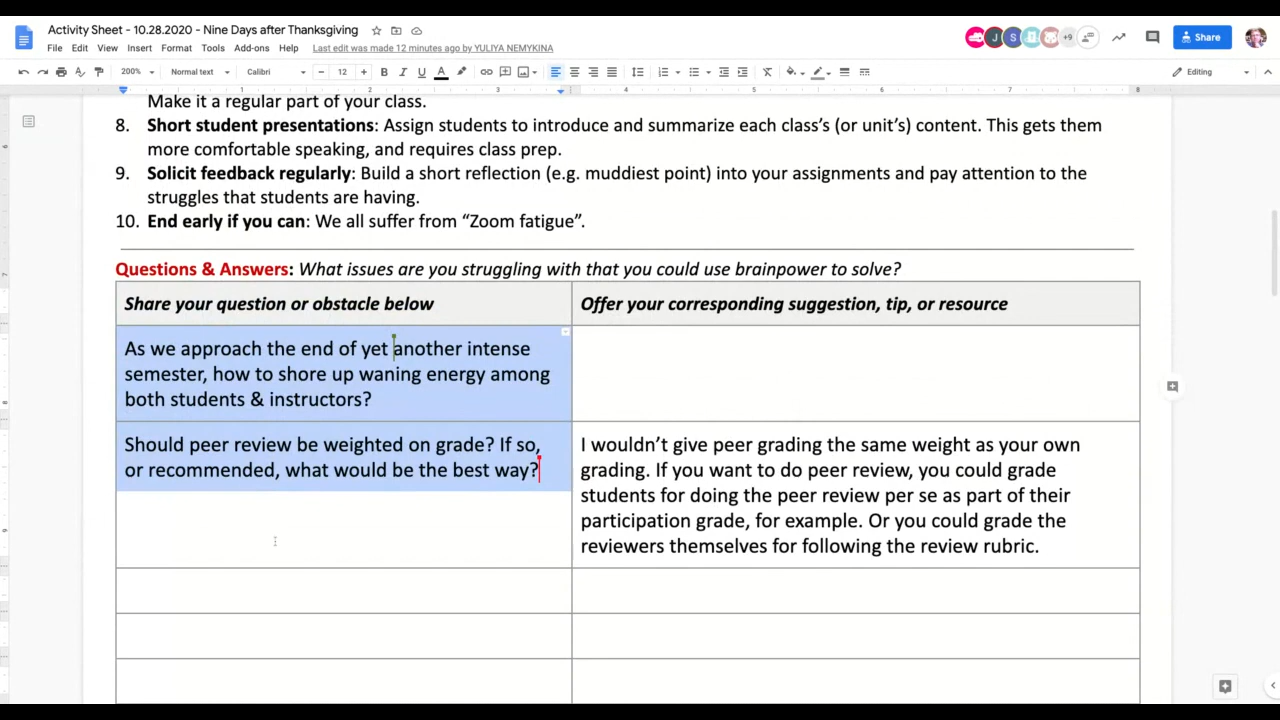 Activity Sheet - 10.28.2020 - Nine Days after Thanksgiving
File Edit View Insert Format Tools Add-ons Help Last edit was made 12 minutes ago by YULIYA NEMYKINA
J S +9 Share
200% Normal text Calibri 12 B I U A Editing
1 2 3 4 5 6 7 8
Make it a regular part of your class.
8. Short student presentations: Assign students to introduce and summarize each class’s (or unit’s) content. This gets them
more comfortable speaking, and requires class prep.
9. Solicit feedback regularly: Build a short reflection (e.g. muddiest point) into your assignments and pay attention to the
struggles that students are having.
10. End early if you can: We all suffer from “Zoom fatigue”.
Questions & Answers: What issues are you struggling with that you could use brainpower to solve?
Share your question or obstacle below
Offer your corresponding suggestion, tip, or resource
As we approach the end of yet another intense
semester, how to shore up waning energy among
both students & instructors?
Should peer review be weighted on grade? If so,
or recommended, what would be the best way?
I wouldn’t give peer grading the same weight as your own
grading. If you want to do peer review, you could grade
students for doing the peer review per se as part of their
participation grade, for example. Or you could grade the
reviewers themselves for following the review rubric.